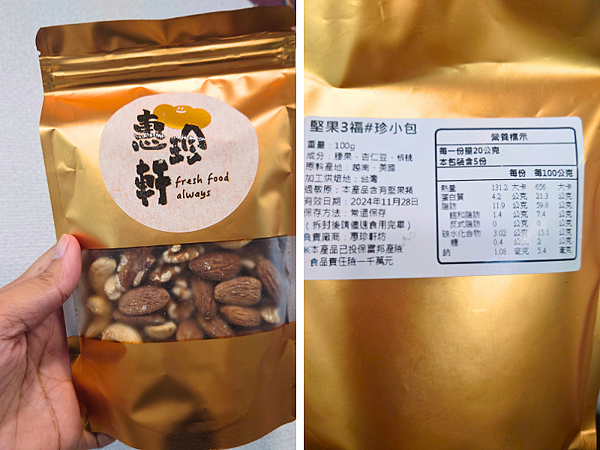 惠珍軒
fresh food
always
堅果3福#珍小包
重量：100g
成分：腰果、杏仁豆、核桃
原料產地：越南、美國
加工烘焙地：台灣
過敏原：本產品含有堅果類
有效日期：2024年11月28日
保存方法：常溫保存
（拆封後請儘速食用完畢）
負責廠商：惠珍軒坊
※本產品已投保富邦產險
食品責任險一千萬元
營養標示
每一份量20公克
本包裝含5份
每份 每100公克
熱量 131.2 大卡 656 大卡
蛋白質 4.2 公克 21.3 公克
脂肪 11.9 公克 59.8 公克
飽和脂肪 1.4 公克 7.4 公克
反式脂肪 0 公克 0 公克
碳水化合物 3.02 公克 15.1 公克
糖 0.4 公克 2 公克
鈉 1.08 毫克 5.4 毫克